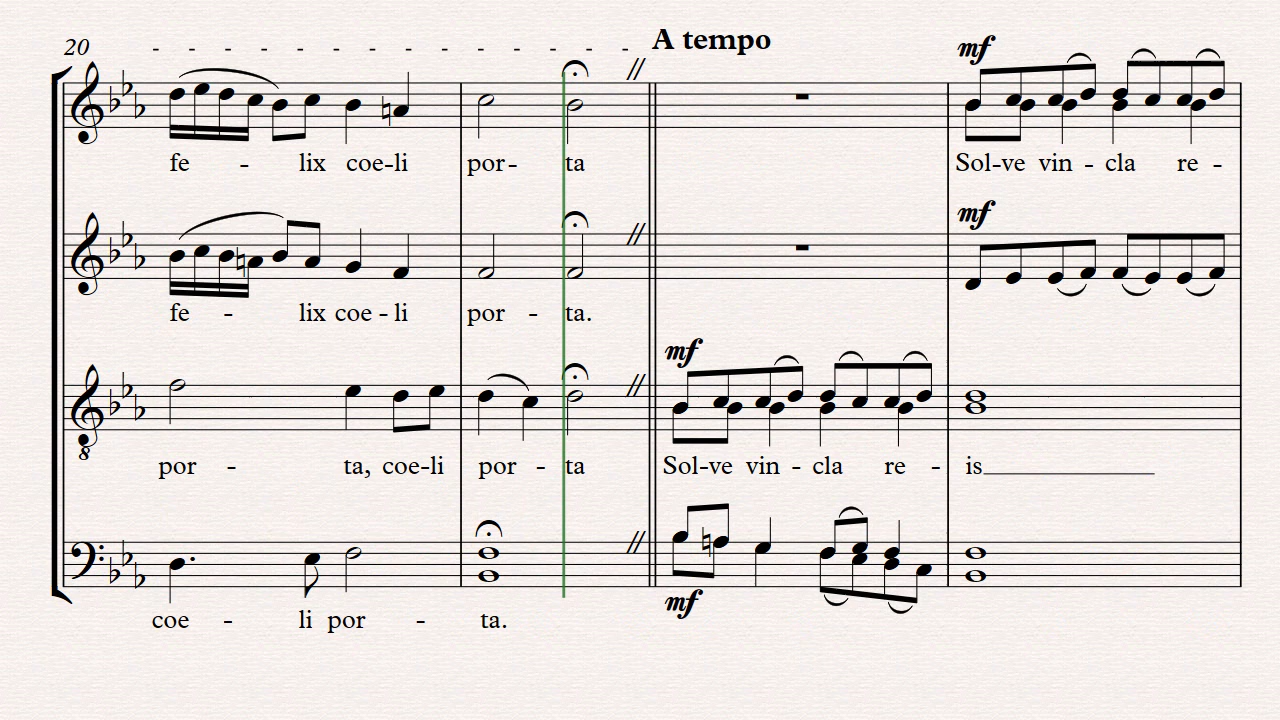 20 - - - - - - - - - - - - - - A tempo
mf
fe - lix coe-li por- ta Sol-ve vin - cla re -
mf
fe - lix coe - li por - ta.
mf
8
por - ta, coe-li por - ta Sol-ve vin - cla re - is
mf
coe - li por - ta.